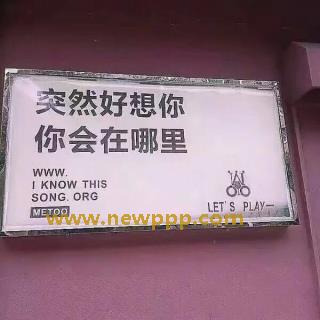 突然好想你
你会在哪里
WWW.
I KNOW THIS
SONG. ORG
METOO
LET'S PLAY—
www.newppp.com